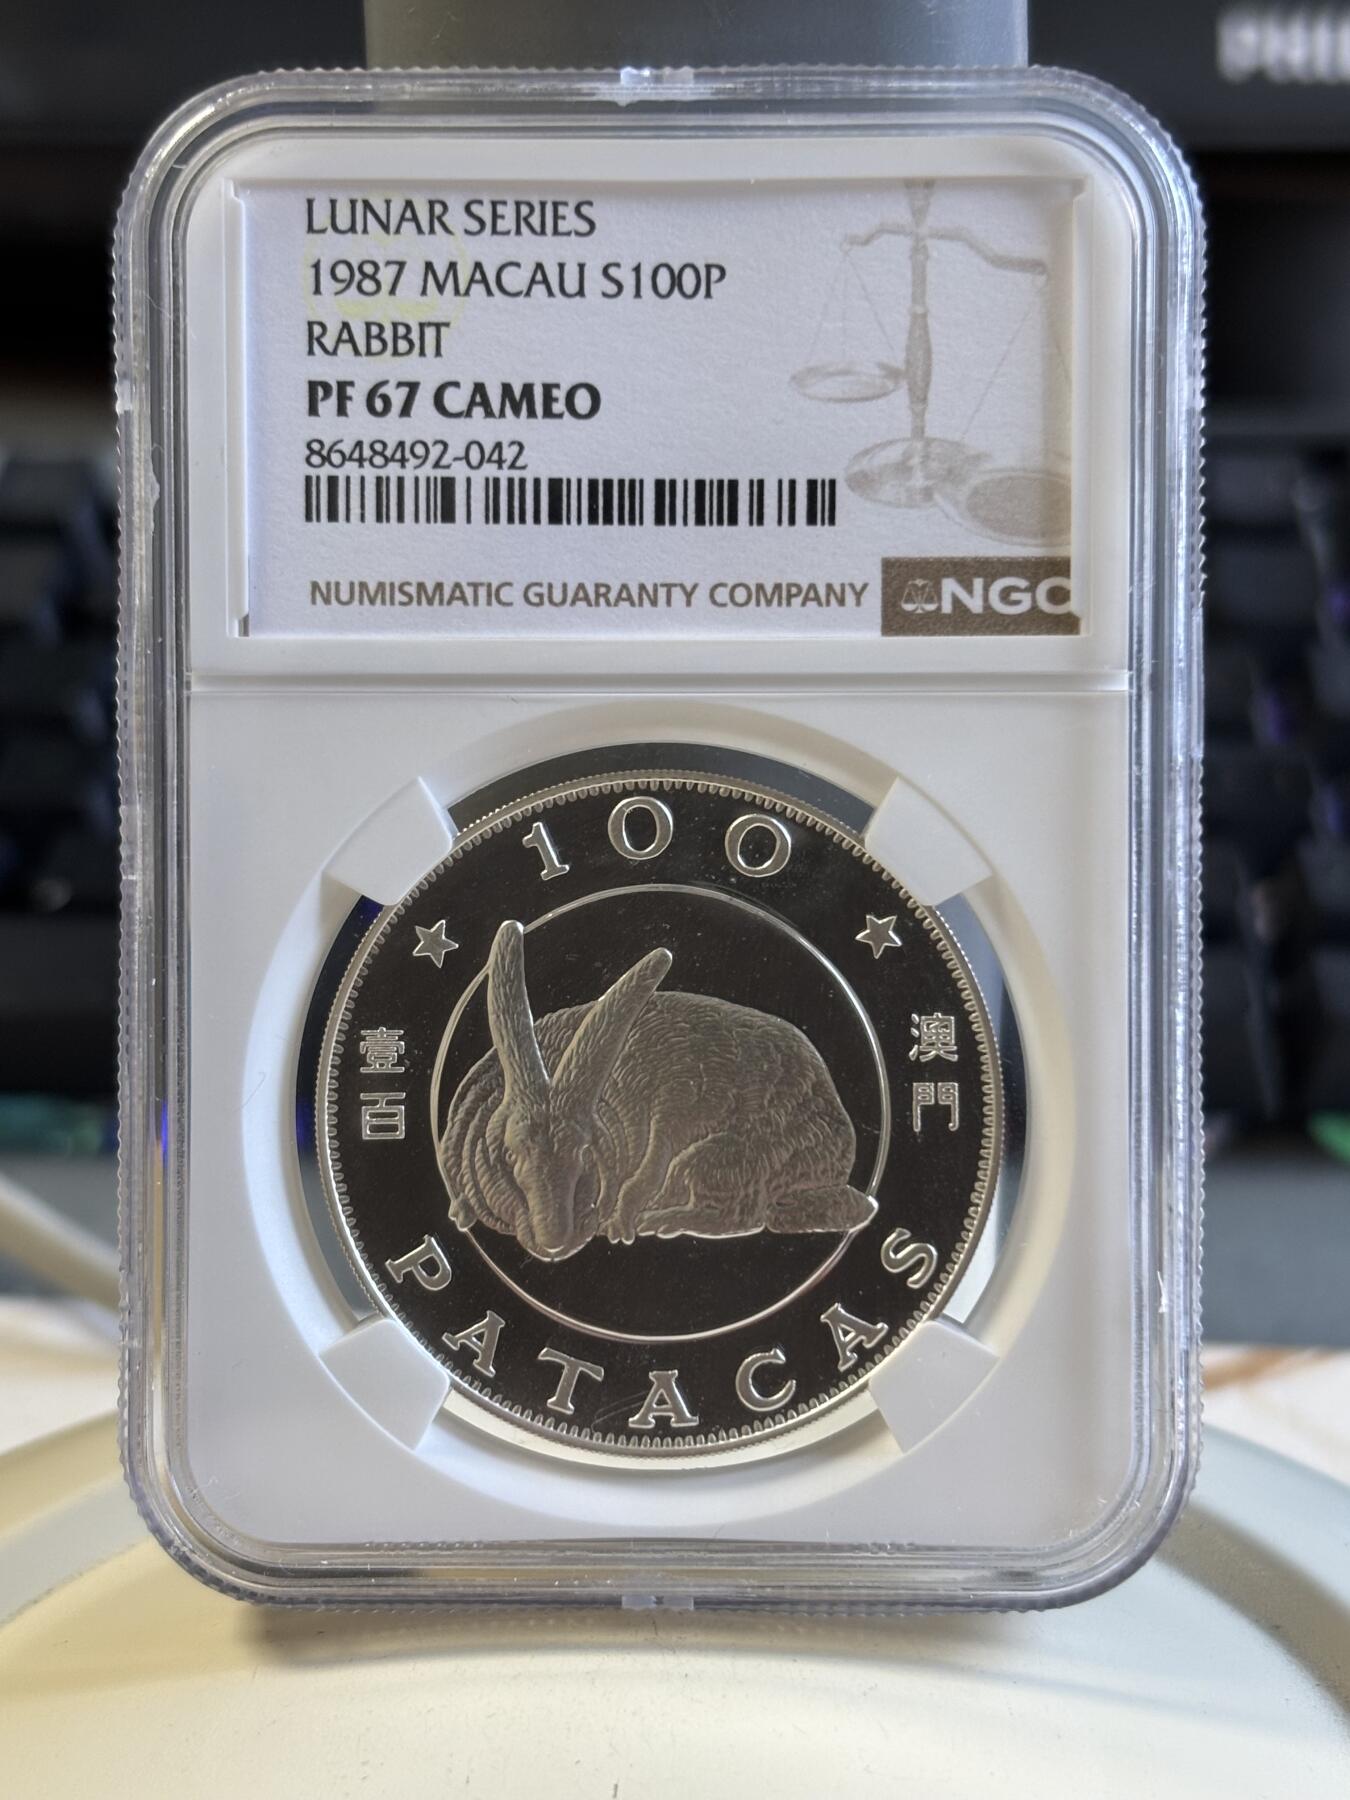 LUNAR SERIES
1987 MACAU S100P
RABBIT
PF 67 CAMEO
8648492-042
NUMISMATIC GUARANTY COMPANY
NGC
100
壹百
澳門
PATACAS